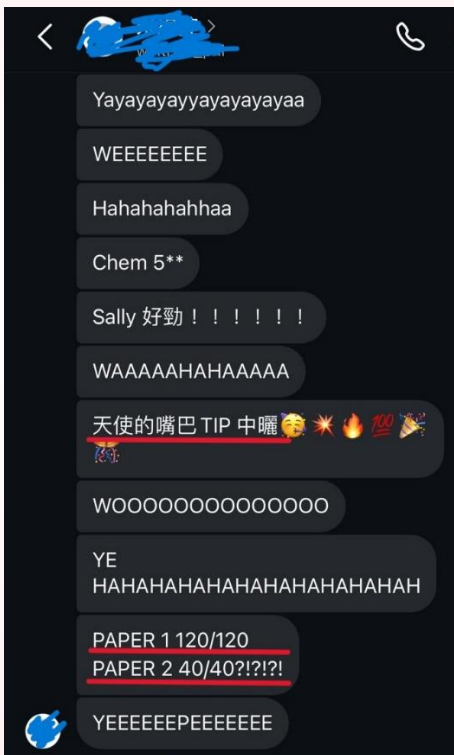 Yayayayayyayayayayaa
WEEEEEEEE
Hahahahahhaa
Chem 5**
Sally 好勁！！！！！！
WAAAAAHAHAAAAA
天使的嘴巴 TIP 中曬🥳💥🔥💯🎉
🎊
WOOOOOOOOOOOOOO
YE
HAHAHAHAHAHAHAHAHAHAH
PAPER 1 120/120
PAPER 2 40/40?!?!?!
YEEEEEEPEEEEEEE